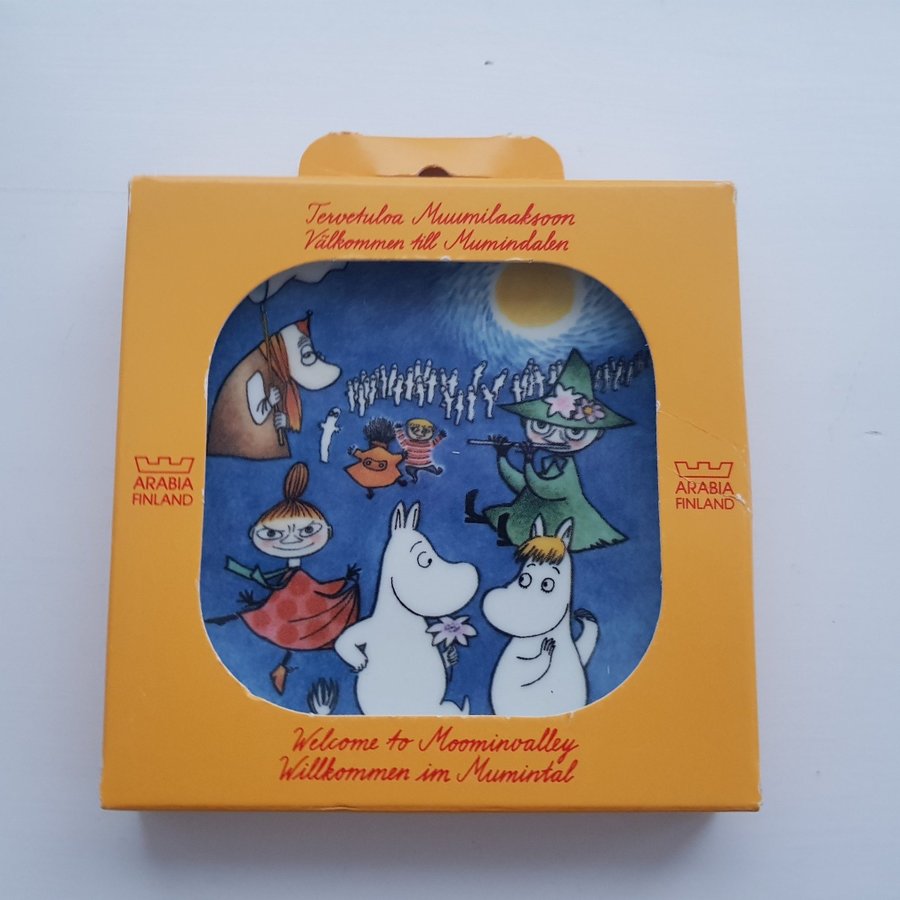 Tervetuloa Muumilaaksoon
Välkommen till Mumindalen
ARABIA
FINLAND
ARABIA
FINLAND
Welcome to Moominvalley
Willkommen im Mumintal